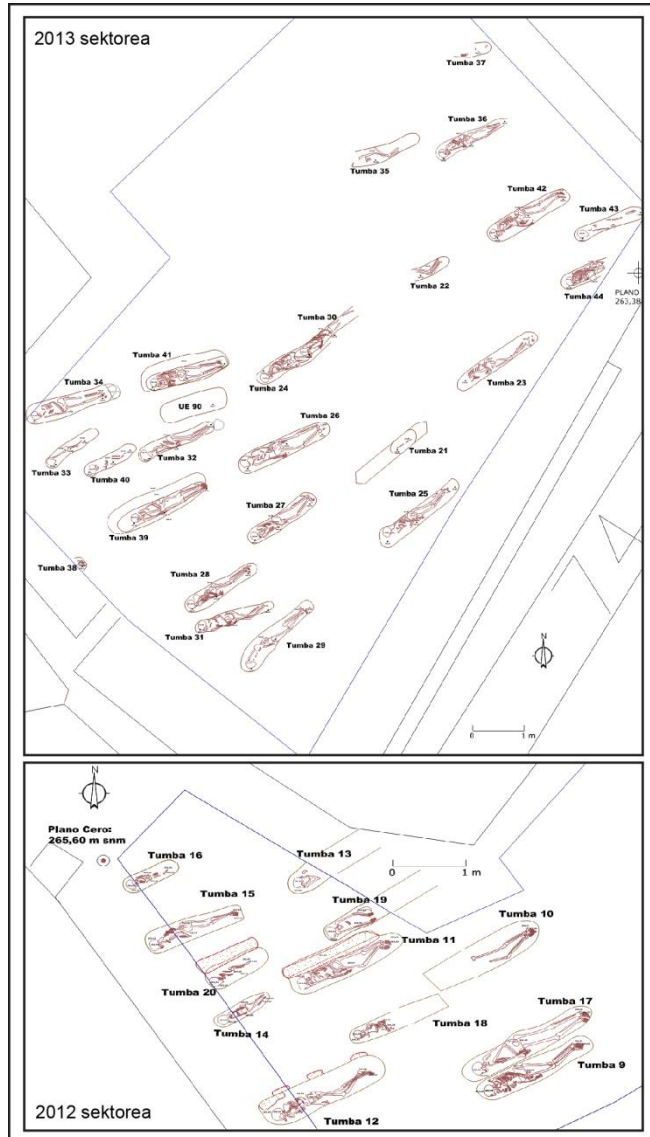 2013 sektorea
Tumba 37
Tumba 36
Tumba 35
Tumba 42
Tumba 43
Tumba 22
PLANO
263,38
Tumba 44
Tumba 30
Tumba 41
Tumba 24
Tumba 23
Tumba 34
UE 90
Tumba 26
Tumba 21
Tumba 33
Tumba 40
Tumba 32
Tumba 27
Tumba 25
Tumba 39
Tumba 38
Tumba 28
Tumba 31
Tumba 29
N
0 1 m
N
Plano Cero:
265,60 m snm
Tumba 16
Tumba 13
0 1 m
Tumba 15
Tumba 19
Tumba 10
Tumba 11
Tumba 20
Tumba 17
Tumba 14
Tumba 18
Tumba 9
2012 sektorea
Tumba 12